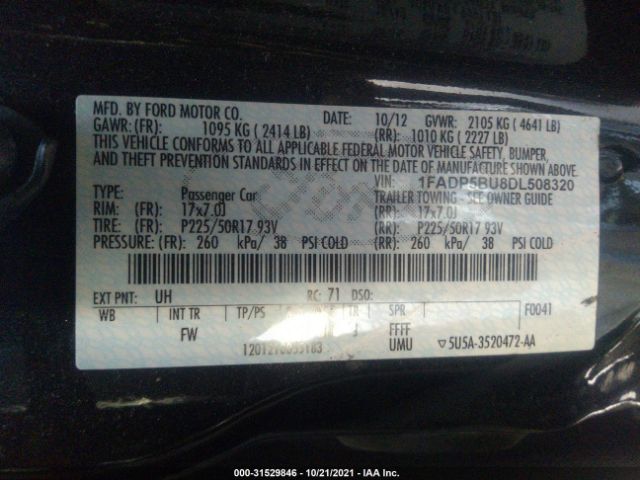 MFD. BY FORD MOTOR CO.
DATE: 10/12 GVWR: 2105 KG ( 4641 LB)
GAWR: (FR): 1095 KG ( 2414 LB) (RR): 1010 KG ( 2227 LB)
THIS VEHICLE CONFORMS TO ALL APPLICABLE FEDERAL MOTOR VEHICLE SAFETY, BUMPER,
AND THEFT PREVENTION STANDARDS IN EFFECT ON THE DATE OF MANUFACTURE SHOWN ABOVE.
VIN: 1FADP5BU8DL508320
TYPE: Passenger Car TRAILER TOWING - SEE OWNER GUIDE
RIM: (FR): 17x7.0J (RR): 17x7.0J
TIRE: (FR): P225/50R17 93V (RR): P225/50R17 93V
PRESSURE: (FR): 260 kPa/ 38 PSI COLD (RR): 260 kPa/ 38 PSI COLD
EXT PNT: UH RC: 71 DSO:
WB INT TR TP/PS TR SPR F0041
FW J FFFF
UMU ▽5U5A-3520472-AA
000-31529846 - 10/21/2021 - IAA Inc.